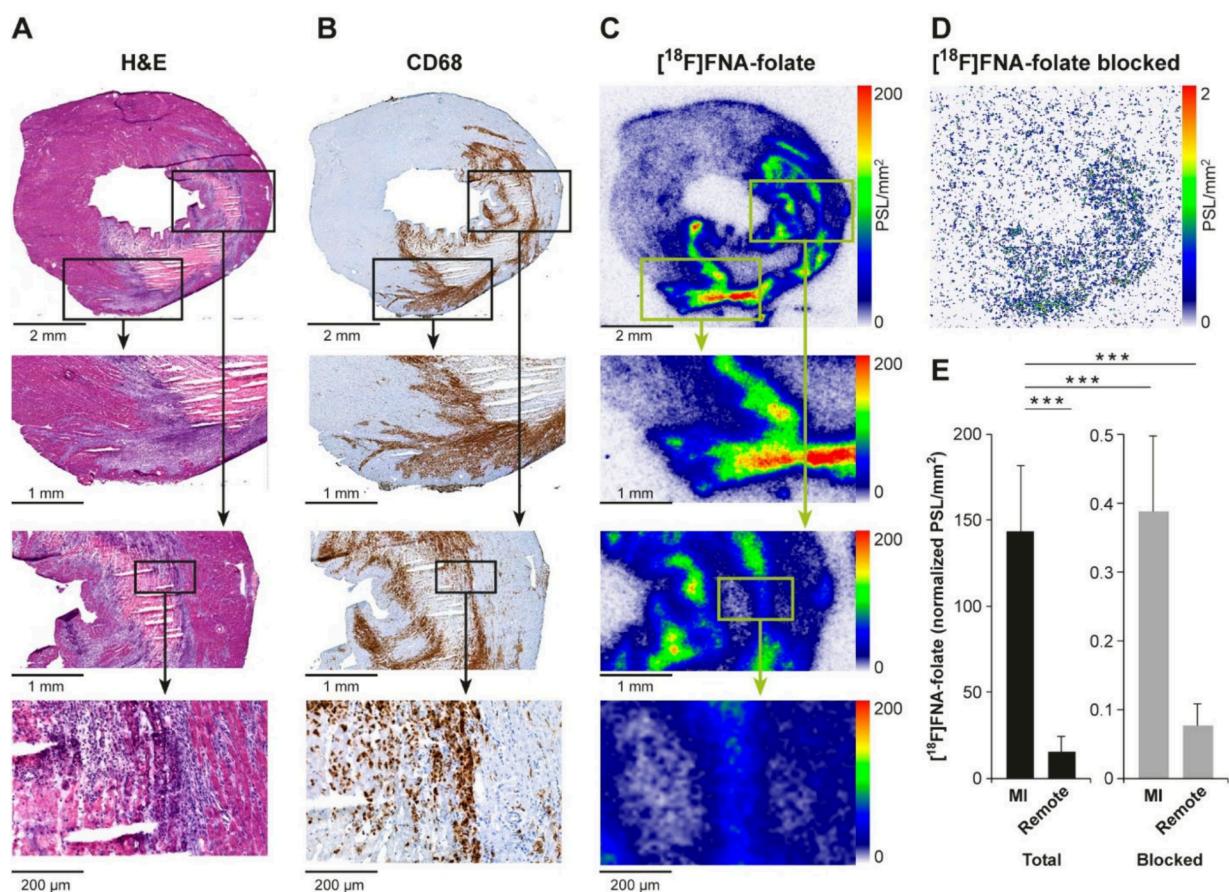 A
H&E
B
CD68
C
[¹⁸F]FNA-folate
D
[¹⁸F]FNA-folate blocked
200
PSL/mm²
0
2
PSL/mm²
0
2 mm
2 mm
2 mm
200
0
1 mm
1 mm
1 mm
200
0
1 mm
1 mm
1 mm
200
0
200 µm
200 µm
200 µm
E
***
***
***
[¹⁸F]FNA-folate (normalized PSL/mm²)
200
150
100
50
0
0.5
0.4
0.3
0.2
0.1
0
MI
Remote
MI
Remote
Total
Blocked